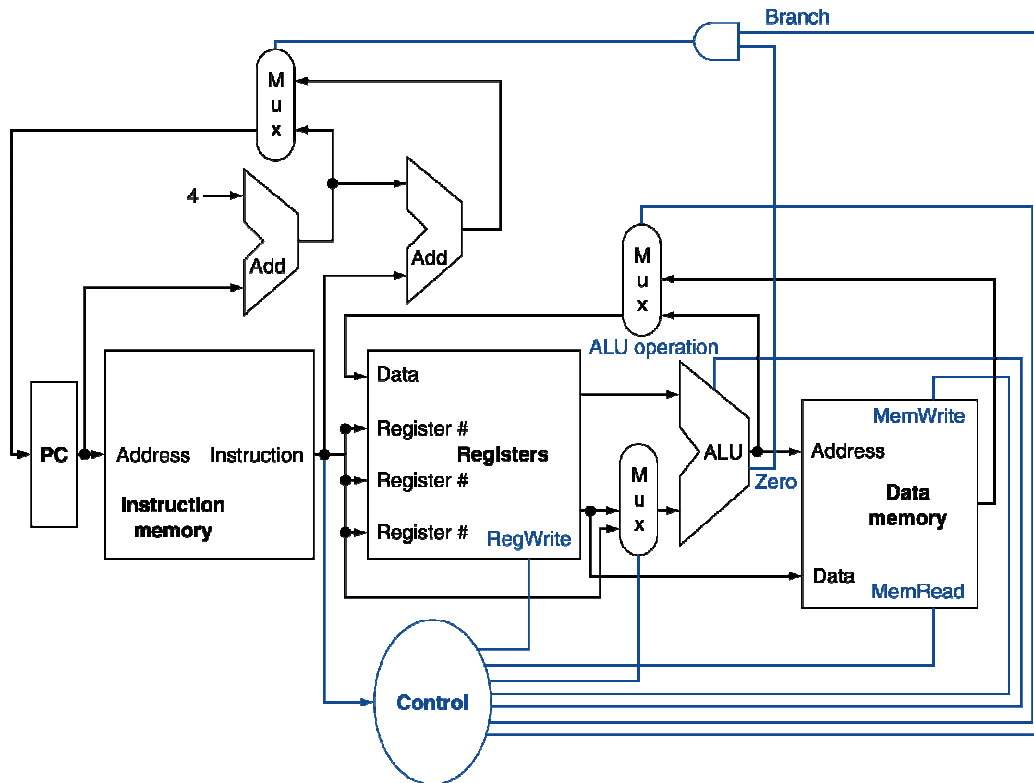 Branch
M
u
x
4
Add
Add
M
u
x
ALU operation
Data
MemWrite
Register #
PC
Address
Instruction
Registers
ALU
Address
M
u
x
Register #
Zero
Data
memory
Instruction
memory
Register #
RegWrite
Data
MemRead
Control